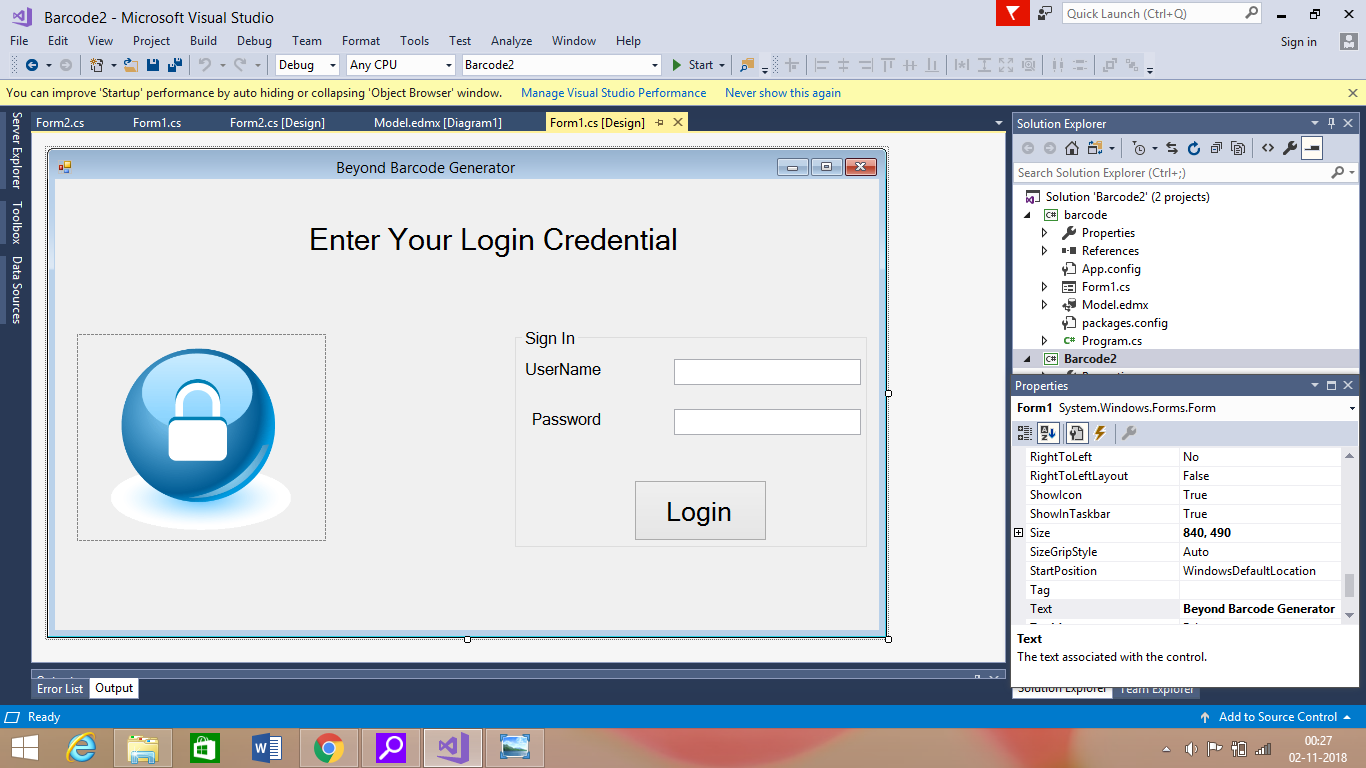 Barcode2 - Microsoft Visual Studio
Quick Launch (Ctrl+Q)
File Edit View Project Build Debug Team Format Tools Test Analyze Window Help
Sign in
Debug Any CPU Barcode2 Start
You can improve 'Startup' performance by auto hiding or collapsing 'Object Browser' window. Manage Visual Studio Performance Never show this again
Server Explorer
Toolbox
Data Sources
Form2.cs Form1.cs Form2.cs [Design] Model.edmx [Diagram1] Form1.cs [Design]
Beyond Barcode Generator
Enter Your Login Credential
Sign In
UserName
Password
Login
Error List Output
Solution Explorer
Search Solution Explorer (Ctrl+;)
Solution 'Barcode2' (2 projects)
C# barcode
Properties
References
App.config
Form1.cs
Model.edmx
packages.config
C# Program.cs
C# Barcode2
Properties
Form1 System.Windows.Forms.Form
RightToLeft No
RightToLeftLayout False
ShowIcon True
ShowInTaskbar True
Size 840, 490
SizeGripStyle Auto
StartPosition WindowsDefaultLocation
Tag
Text Beyond Barcode Generator
Text
The text associated with the control.
Solution Explorer Team Explorer
Ready
Add to Source Control
00:27
02-11-2018